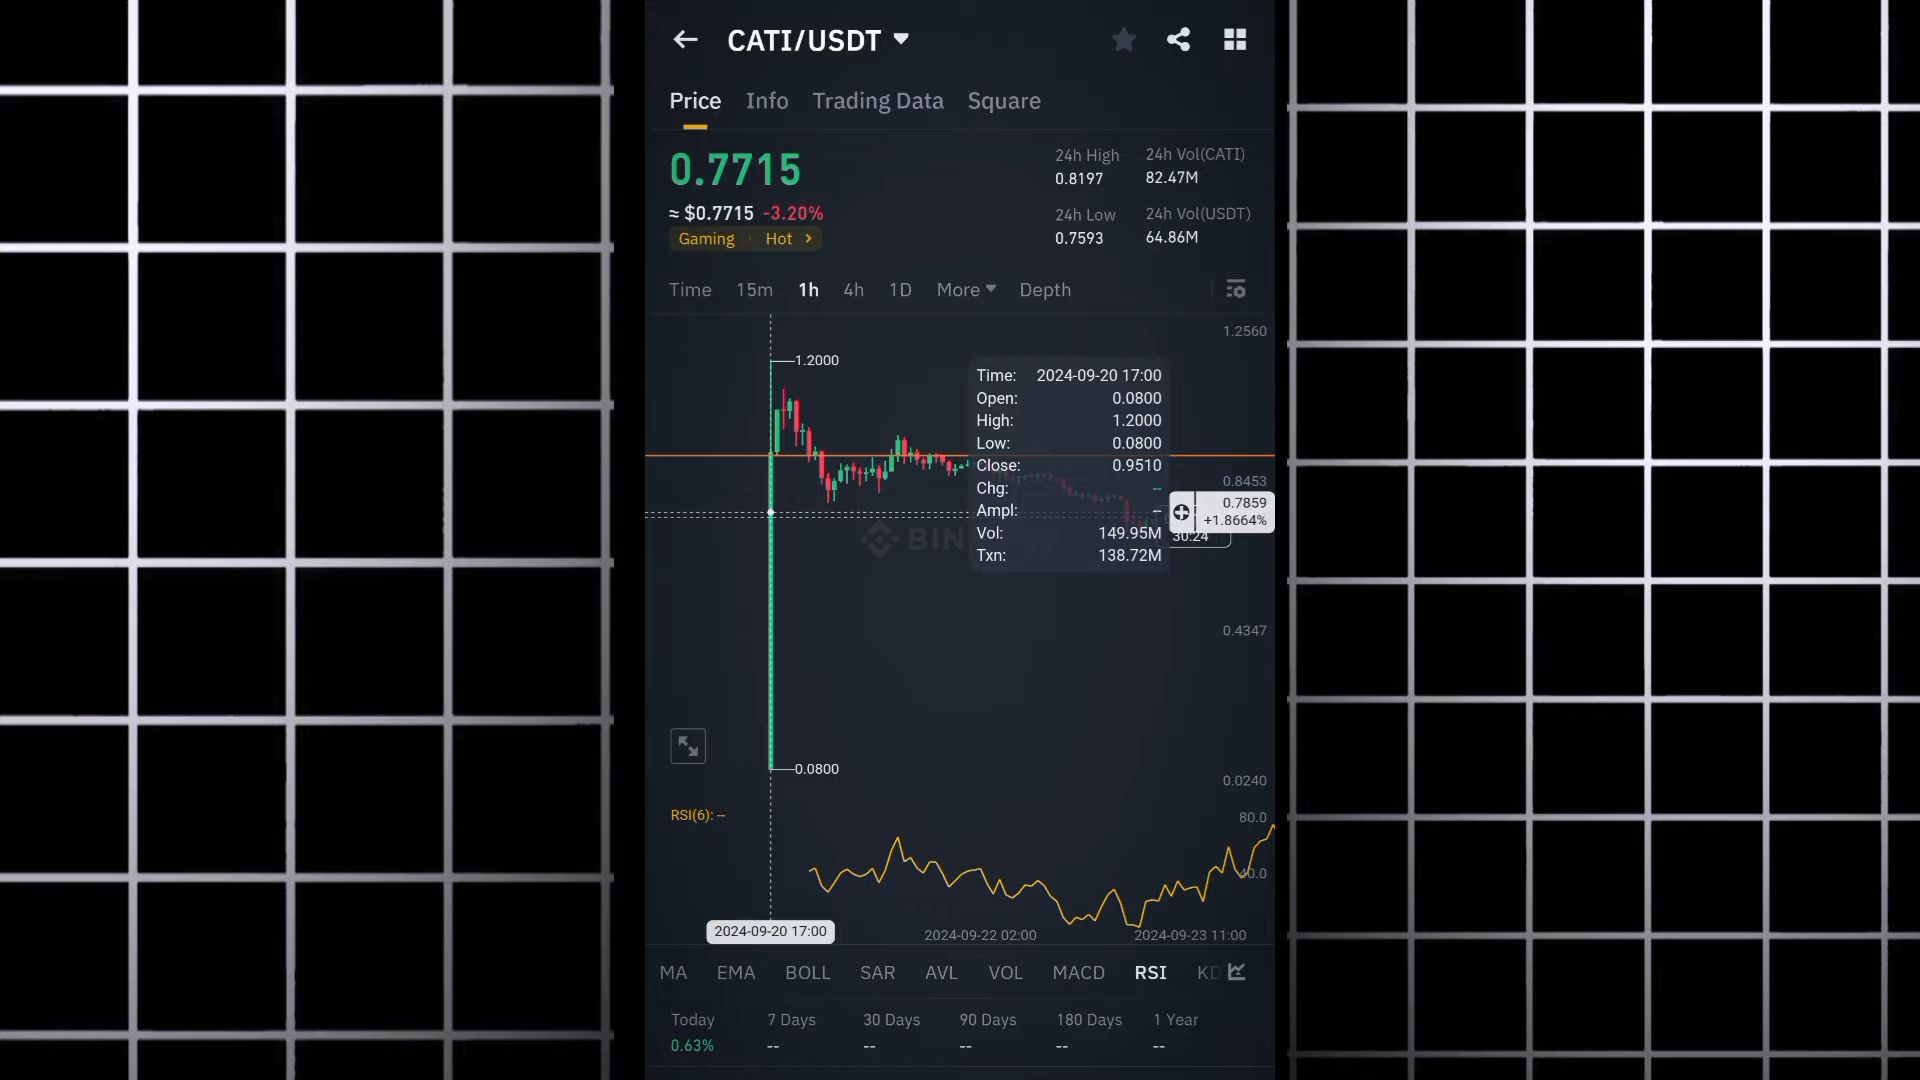 CATI/USDT
Price Info Trading Data Square
0.7715
≈ $0.7715 -3.20%
Gaming Hot
24h High
0.8197
24h Vol(CATI)
82.47M
24h Low
0.7593
24h Vol(USDT)
64.86M
Time 15m 1h 4h 1D More Depth
1.2560
1.2000
Time: 2024-09-20 17:00
Open: 0.0800
High: 1.2000
Low: 0.0800
Close: 0.9510
Chg: --
Ampl: --
Vol: 149.95M
Txn: 138.72M
0.8453
0.7859
+1.8664%
30:24
BIN
0.4347
0.0800
0.0240
RSI(6): --
80.0
40.0
2024-09-20 17:00 2024-09-22 02:00 2024-09-23 11:00
MA EMA BOLL SAR AVL VOL MACD RSI KD
Today 7 Days 30 Days 90 Days 180 Days 1 Year
0.63% -- -- -- -- --